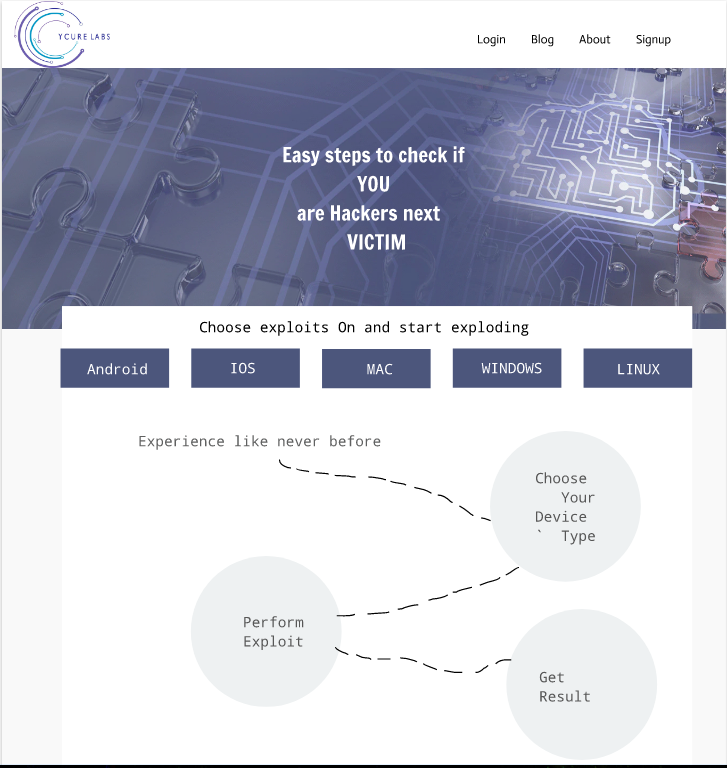 YCURE LABS
Login Blog About Signup
Easy steps to check if
YOU
are Hackers next
VICTIM
Choose exploits On and start exploding
Android IOS MAC WINDOWS LINUX
Experience like never before
Choose
Your
Device
` Type
Perform
Exploit
Get
Result